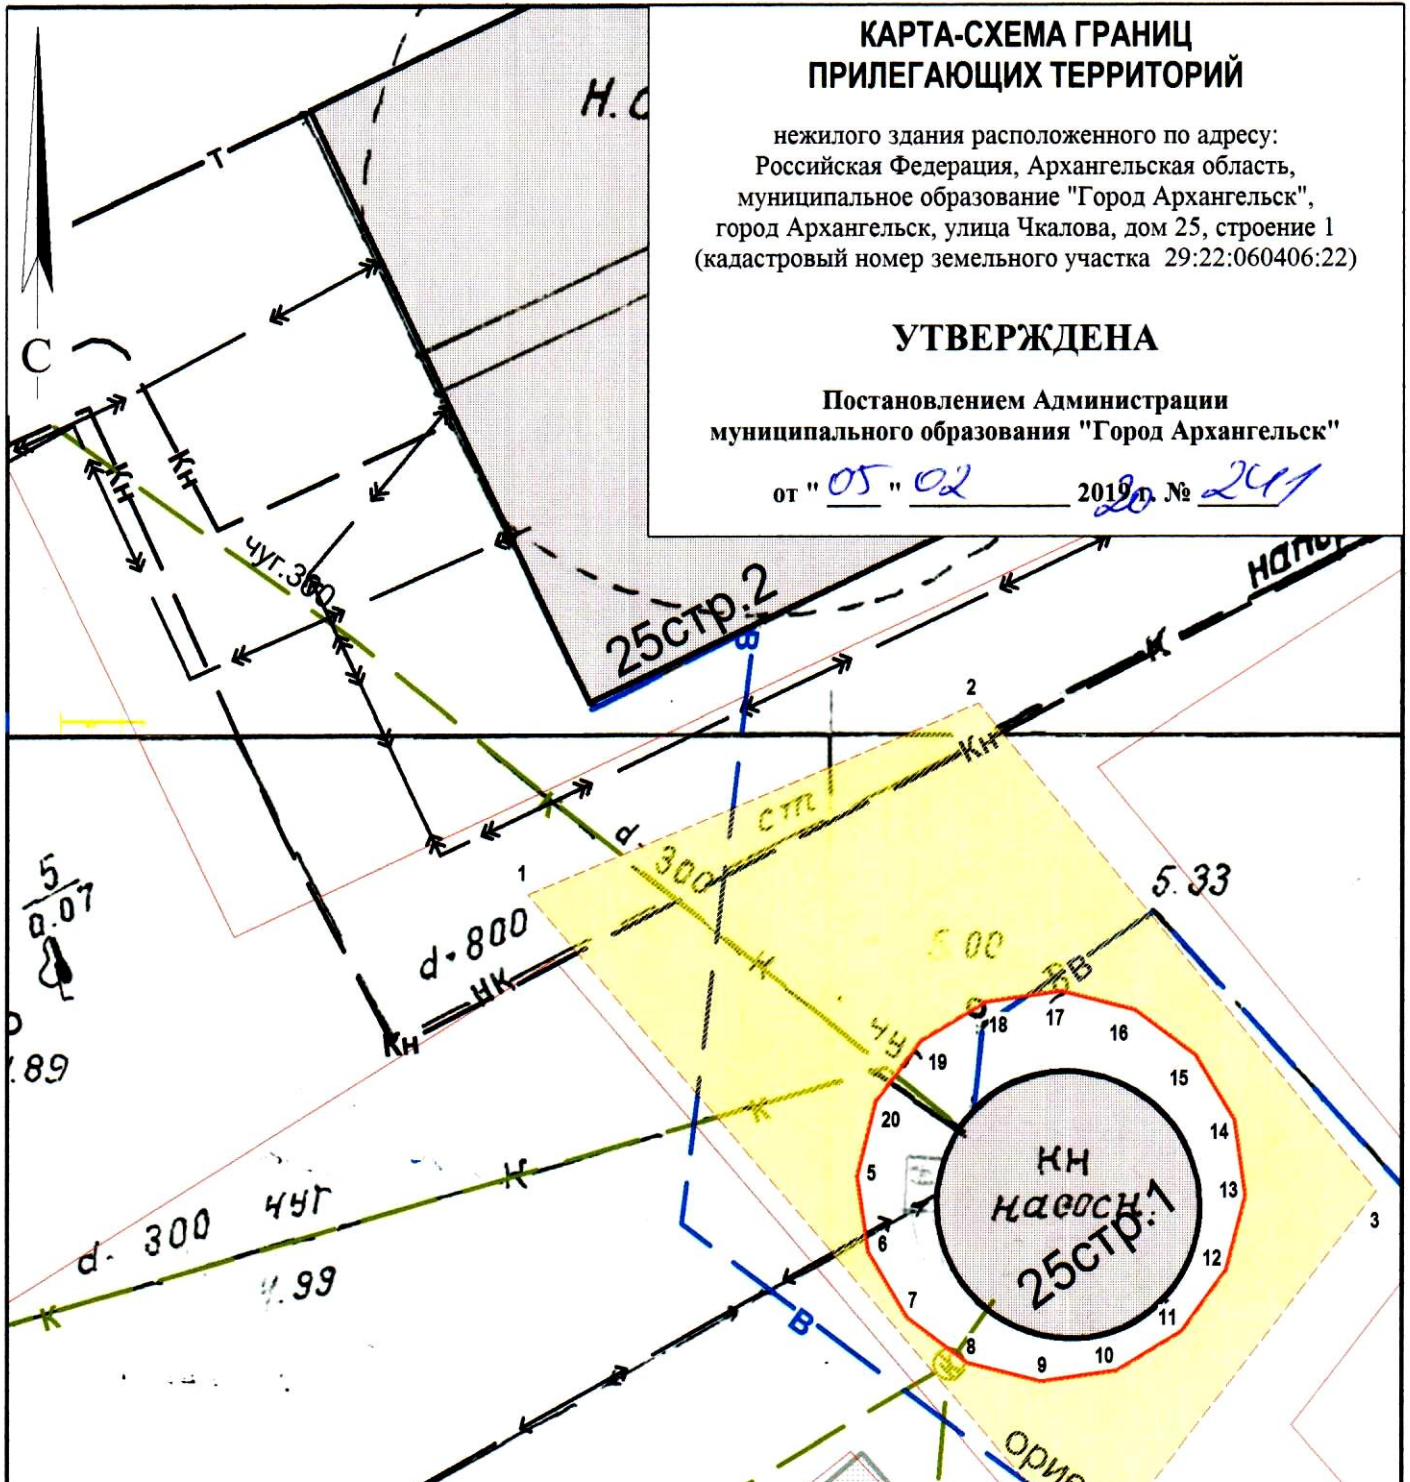 КАРТА-СХЕМА ГРАНИЦ
ПРИЛЕГАЮЩИХ ТЕРРИТОРИЙ
нежилого здания расположенного по адресу:
Российская Федерация, Архангельская область,
муниципальное образование "Город Архангельск",
город Архангельск, улица Чкалова, дом 25, строение 1
(кадастровый номер земельного участка 29:22:060406:22)
УТВЕРЖДЕНА
Постановлением Администрации
муниципального образования "Город Архангельск"
от "05" 02 2019 20 г. № 241
Т
С
Кн
Кн
чуг.
25стр.2
В
К
2
Кн
ст
d. 300
1
5
0.07
d.800
НК
Кн
.89
5.33
5.00
К
В
чу
18
17
16
19
15
20
14
5
13
кн
насосн.
25стр.1
3
6
12
7
11
8
10
9
К
К
d. 300 чуг
4.99
К
В